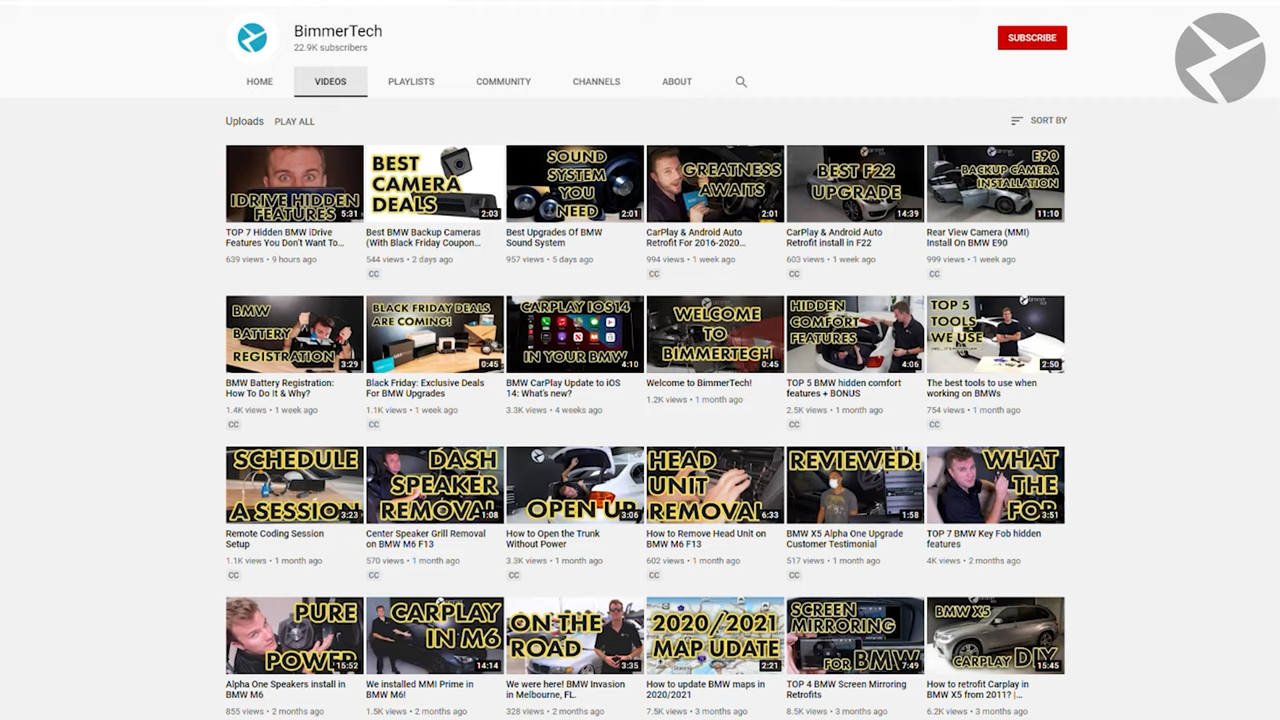 BimmerTech
22.9K subscribers
SUBSCRIBE
HOME VIDEOS PLAYLISTS COMMUNITY CHANNELS ABOUT
Uploads PLAY ALL SORT BY
IDRIVE HIDDEN
FEATURES 5:31
BEST
CAMERA
DEALS 2:03
SOUND
SYSTEM
YOU
NEED 2:01
GREATNESS
AWAITS 2:01
BEST F22
UPGRADE 14:39
E90
BACKUP CAMERA
INSTALLATION 11:10
TOP 7 Hidden BMW iDrive
Features You Don't Want To...
639 views • 9 hours ago
Best BMW Backup Cameras
(With Black Friday Coupon...
544 views • 2 days ago
CC
Best Upgrades Of BMW
Sound System
957 views • 5 days ago
CarPlay & Android Auto
Retrofit For 2016-2020...
994 views • 1 week ago
CC
CarPlay & Android Auto
Retrofit install in F22
603 views • 1 week ago
CC
Rear View Camera (MMI)
Install On BMW E90
999 views • 1 week ago
CC
BMW
BATTERY
REGISTRATION 3:29
BLACK FRIDAY DEALS
ARE COMING! 0:45
CARPLAY IOS14
IN YOUR BMW 4:10
WELCOME
TO
BIMMERTECH 0:45
HIDDEN
COMFORT
FEATURES 4:06
TOP 5
TOOLS
WE USE
2:50
BMW Battery Registration:
How To Do It & Why?
1.4K views • 1 week ago
CC
Black Friday: Exclusive Deals
For BMW Upgrades
1.1K views • 1 week ago
CC
BMW CarPlay Update to iOS
14: What's new?
3.3K views • 4 weeks ago
Welcome to BimmerTech!
1.2K views • 1 month ago
TOP 5 BMW hidden comfort
features + BONUS
2.5K views • 1 month ago
CC
The best tools to use when
working on BMWs
754 views • 1 month ago
CC
SCHEDULE
A SESSION 3:23
DASH
SPEAKER
REMOVAL 1:08
OPEN UP 3:06
HEAD
UNIT
REMOVAL 6:33
REVIEWED!
1:58
WHAT
THE
FOB 3:51
Remote Coding Session
Setup
1.1K views • 1 month ago
CC
Center Speaker Grill Removal
on BMW M6 F13
570 views • 1 month ago
CC
How to Open the Trunk
Without Power
3.3K views • 1 month ago
CC
How to Remove Head Unit on
BMW M6 F13
602 views • 1 month ago
CC
BMW X5 Alpha One Upgrade
Customer Testimonial
517 views • 1 month ago
CC
TOP 7 BMW Key Fob hidden
features
4K views • 2 months ago
PURE
POWER 15:52
CARPLAY
IN M6
14:14
ON THE
ROAD
3:35
2020/2021
MAP UDATE
2:21
SCREEN
MIRRORING
FOR BMW 7:49
BMW X5
CARPLAY DIY
15:45
Alpha One Speakers install in
BMW M6
855 views • 2 months ago
We installed MMI Prime in
BMW M6!
1.5K views • 2 months ago
We were here! BMW Invasion
in Melbourne, FL.
328 views • 2 months ago
How to update BMW maps in
2020/2021
7.5K views • 3 months ago
TOP 4 BMW Screen Mirroring
Retrofits
8.5K views • 3 months ago
How to retrofit Carplay in
BMW X5 from 2011? |...
6.2K views • 3 months ago